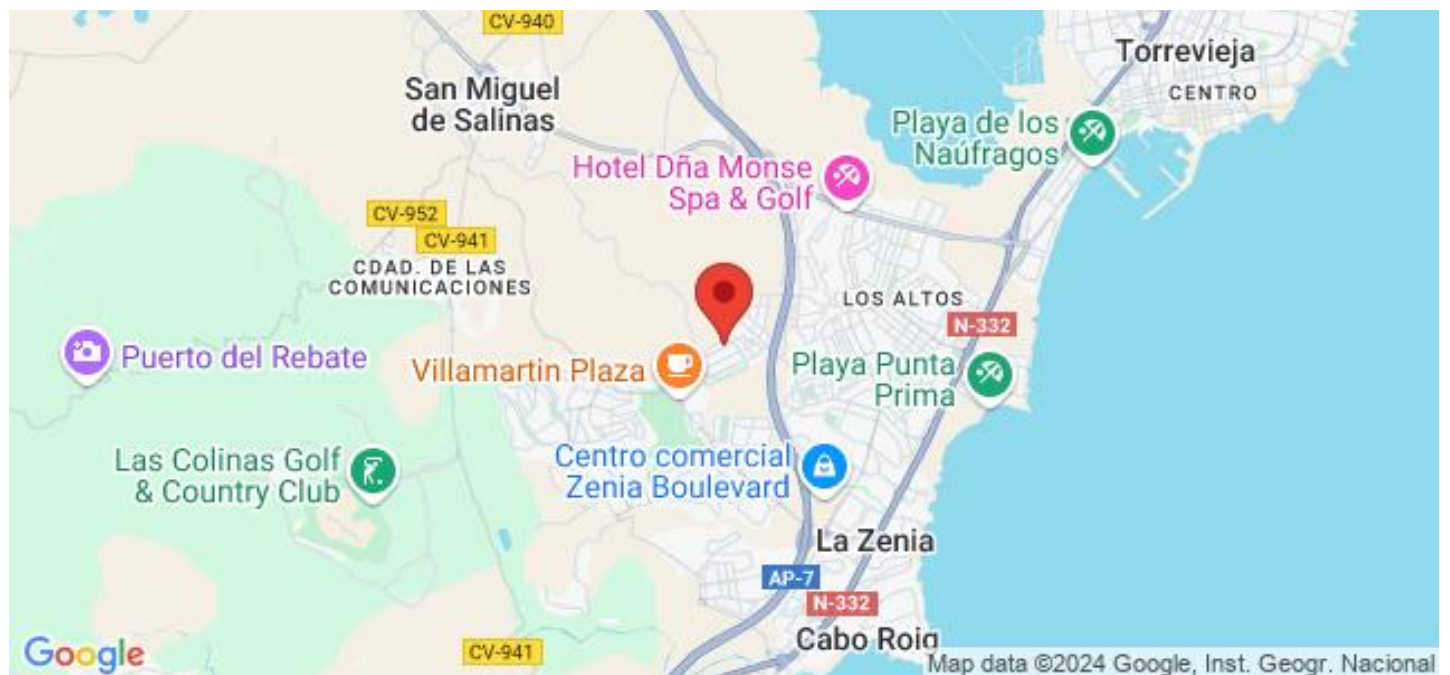 CV-940
Torrevieja
CENTRO
San Miguel
de Salinas
Playa de los
Naúfragos
Hotel Dña Monse
Spa & Golf
CV-952
CV-941
CDAD. DE LAS
COMUNICACIONES
LOS ALTOS
N-332
Puerto del Rebate
Villamartin Plaza
Playa Punta
Prima
Las Colinas Golf
& Country Club
Centro comercial
Zenia Boulevard
La Zenia
AP-7
N-332
Cabo Roig
CV-941
Google
Map data ©2024 Google, Inst. Geogr. Nacional